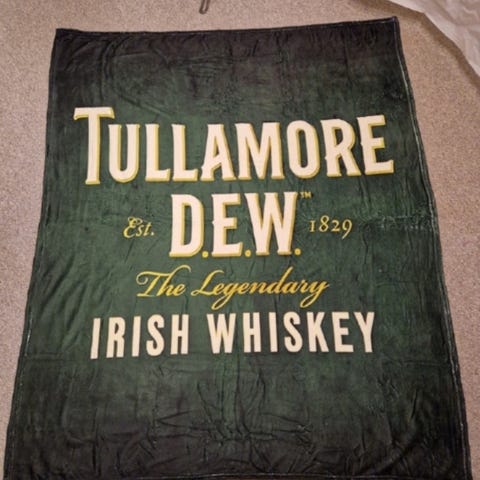 TULLAMORE
Est. D.E.W.™ 1829
The Legendary
IRISH WHISKEY